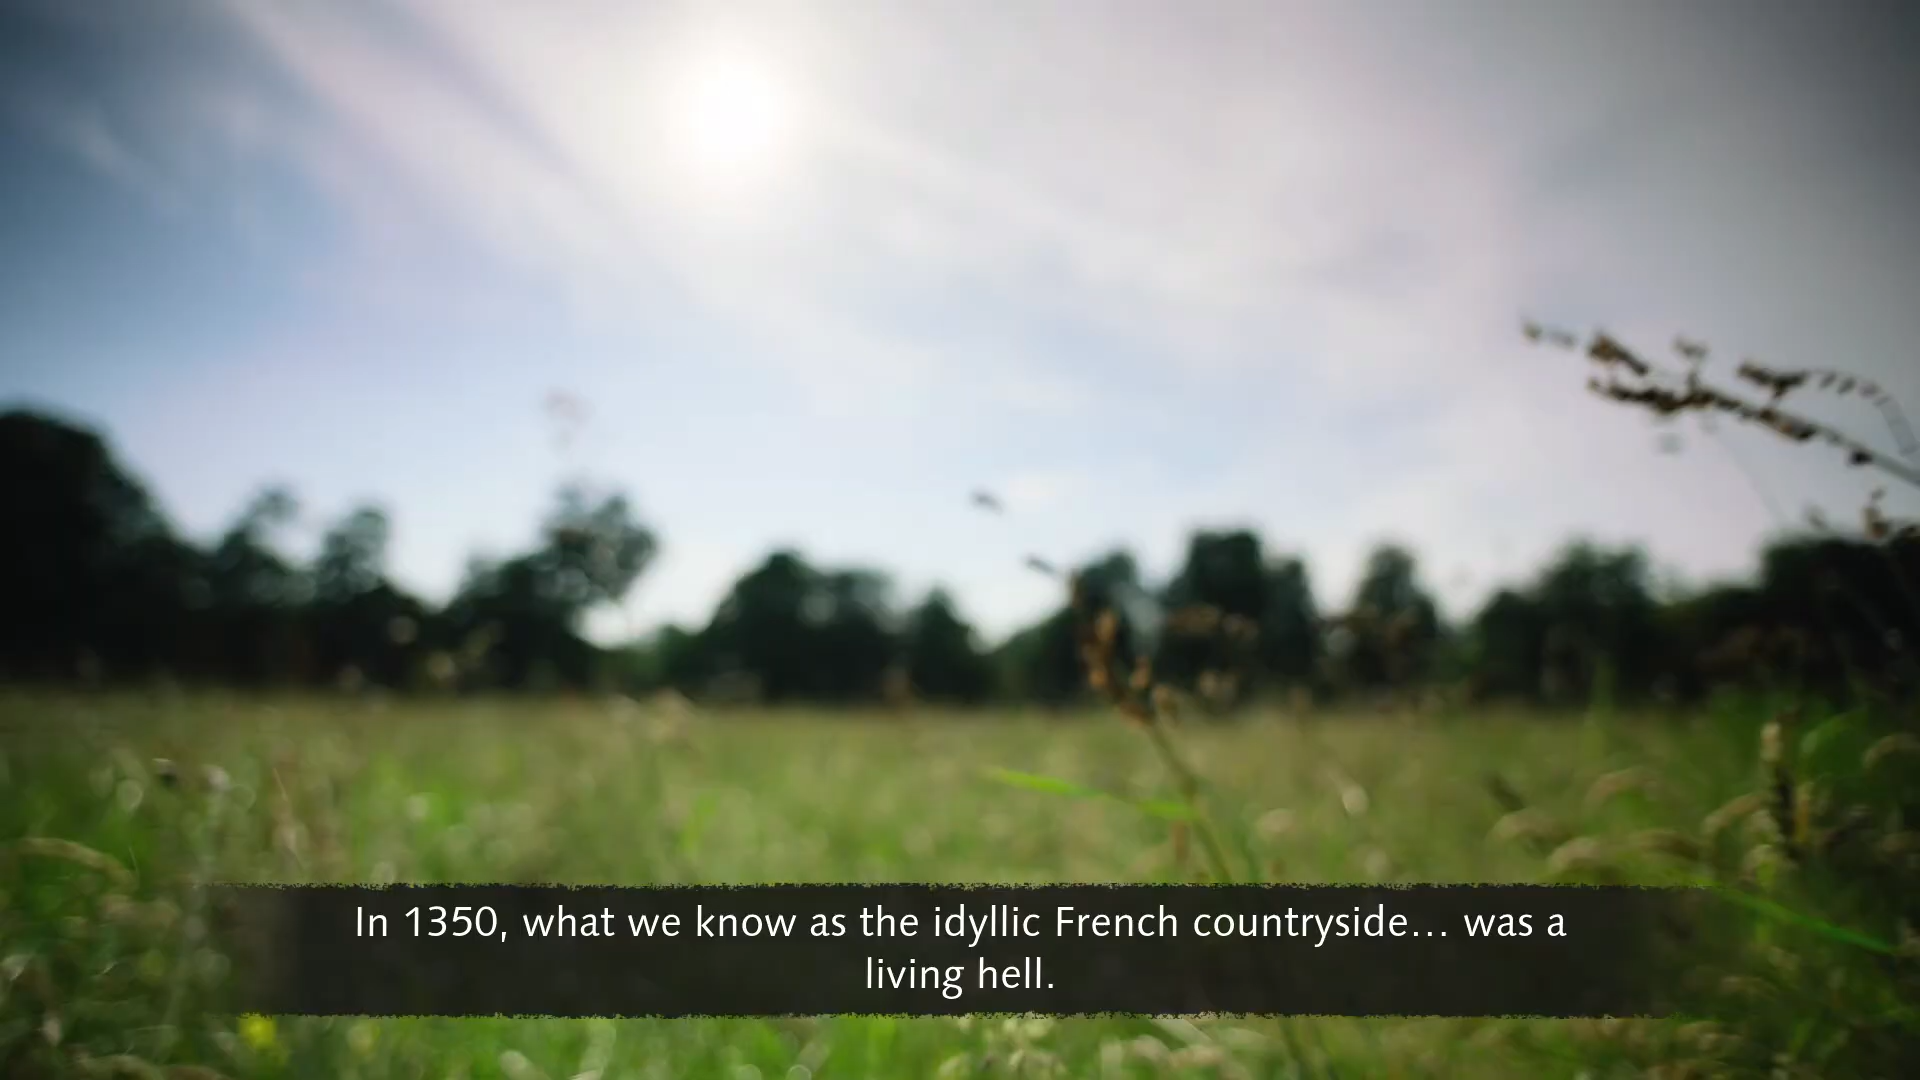 In 1350, what we know as the idyllic French countryside… was a
living hell.